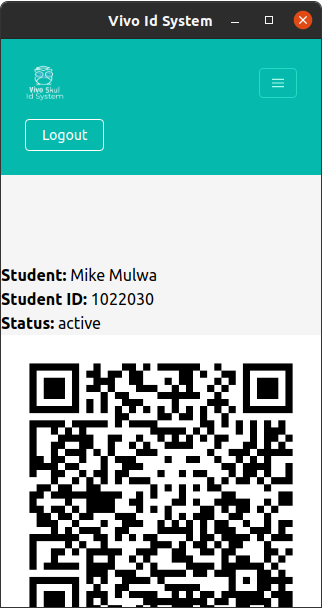 Vivo Id System
Vivo Skul
Id System
Logout
Student: Mike Mulwa
Student ID: 1022030
Status: active